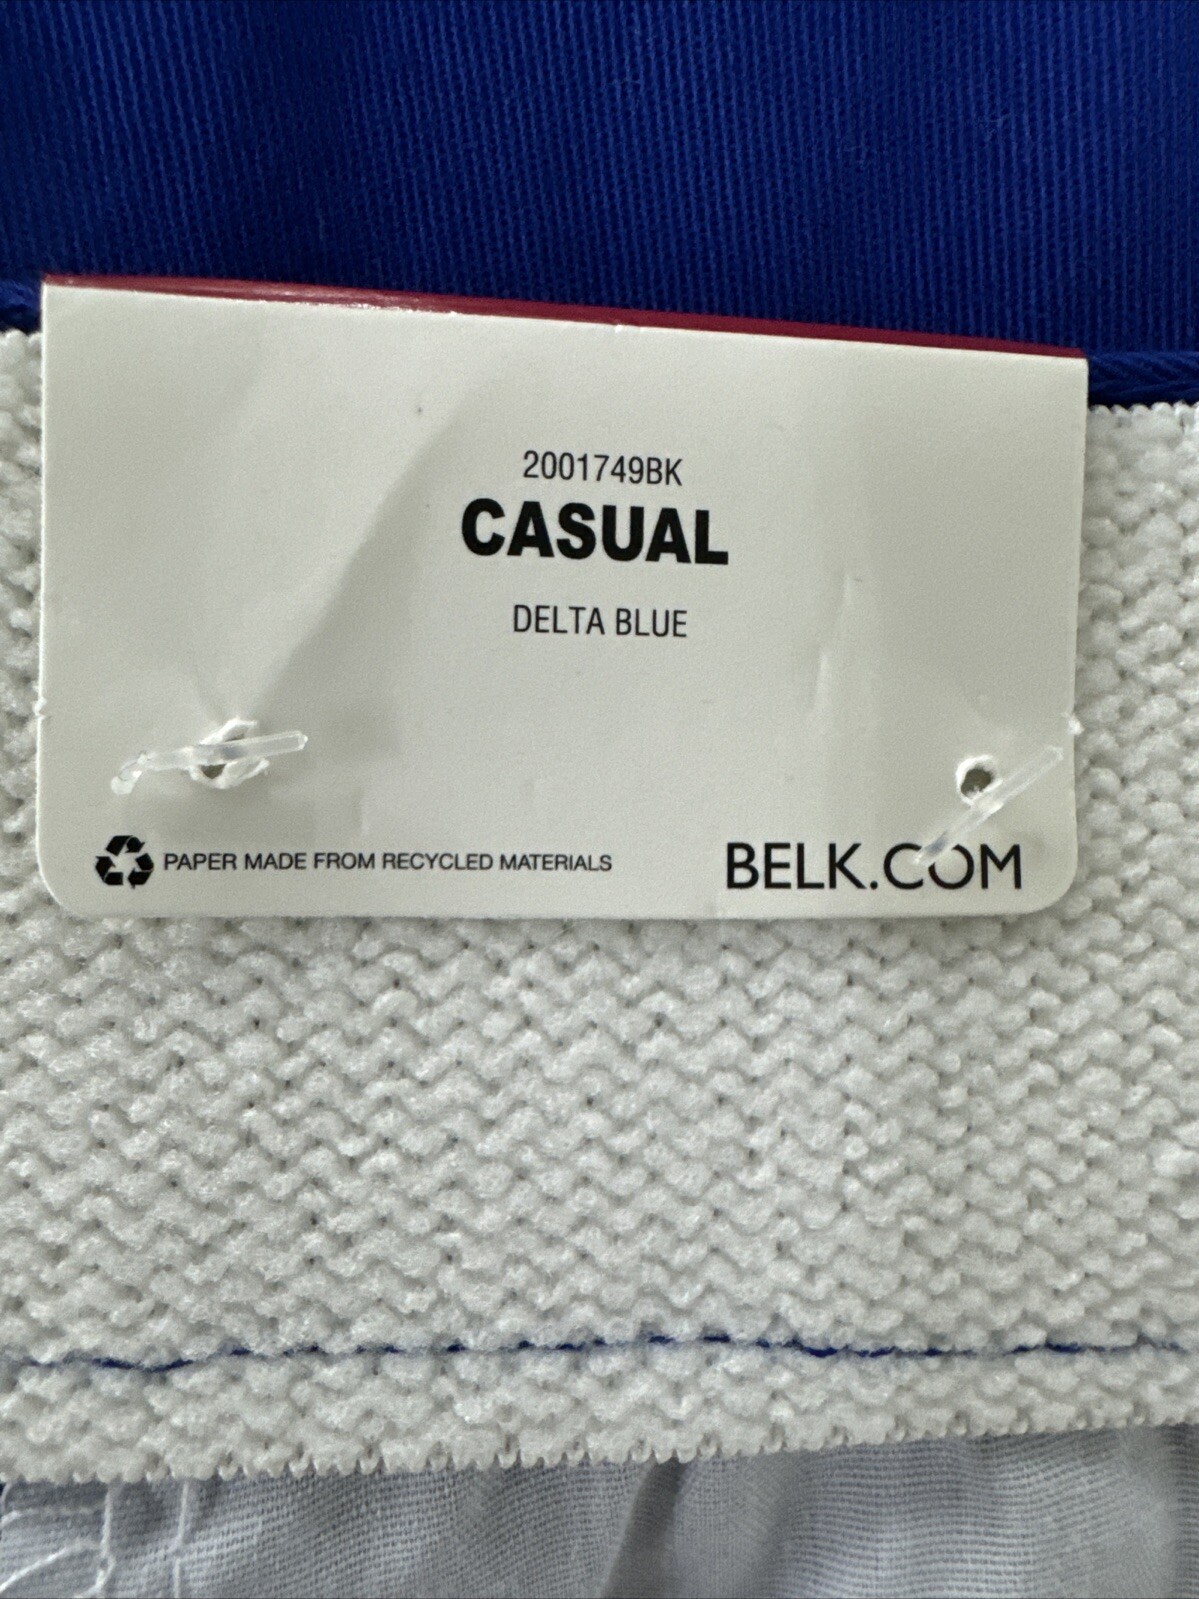 2001749BK
CASUAL
DELTA BLUE
PAPER MADE FROM RECYCLED MATERIALS
BELK.COM